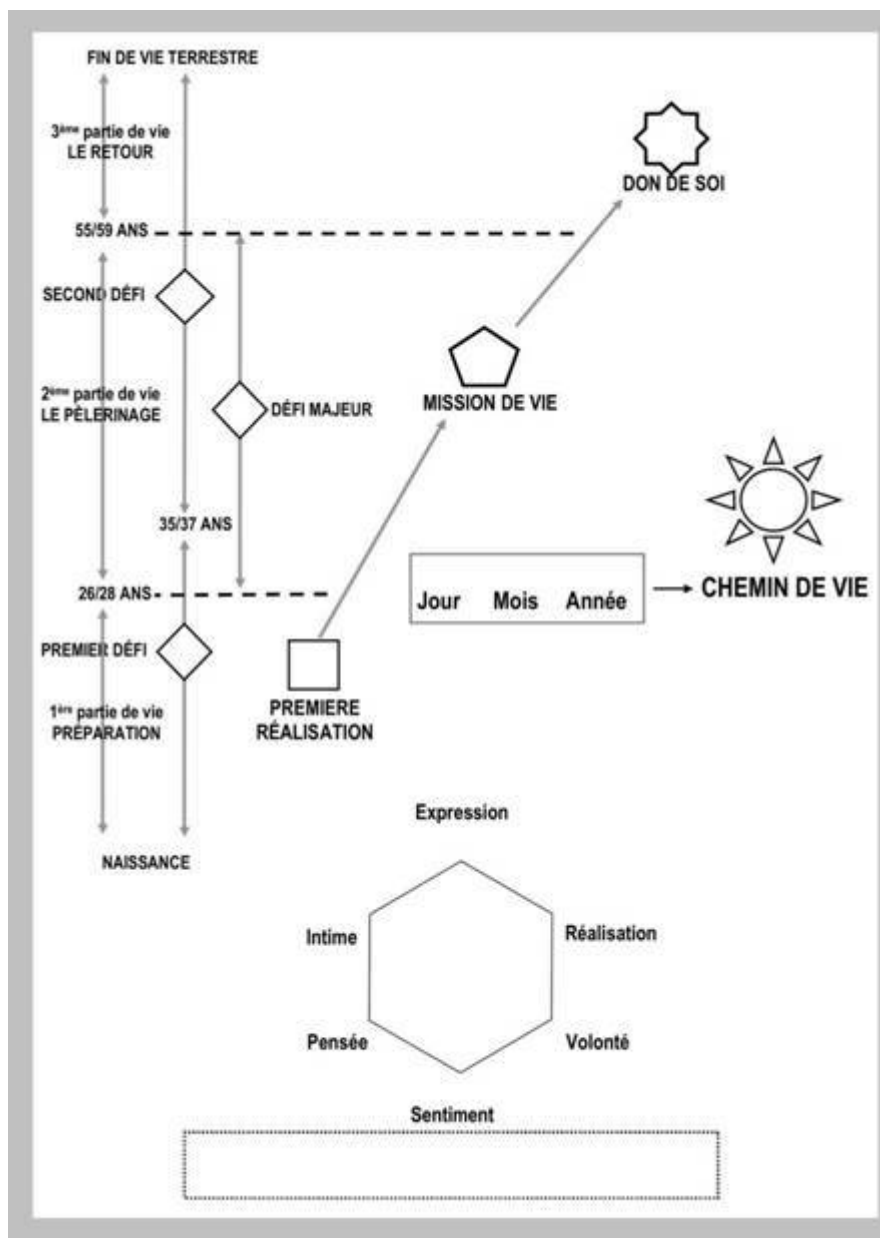 FIN DE VIE TERRESTRE
3ème partie de vie
LE RETOUR
DON DE SOI
55/59 ANS
SECOND DÉFI
2ème partie de vie
LE PÈLERINAGE
DÉFI MAJEUR
MISSION DE VIE
35/37 ANS
26/28 ANS
Jour Mois Année
CHEMIN DE VIE
PREMIER DÉFI
1ère partie de vie
PRÉPARATION
PREMIERE
RÉALISATION
NAISSANCE
Expression
Intime
Réalisation
Pensée
Volonté
Sentiment